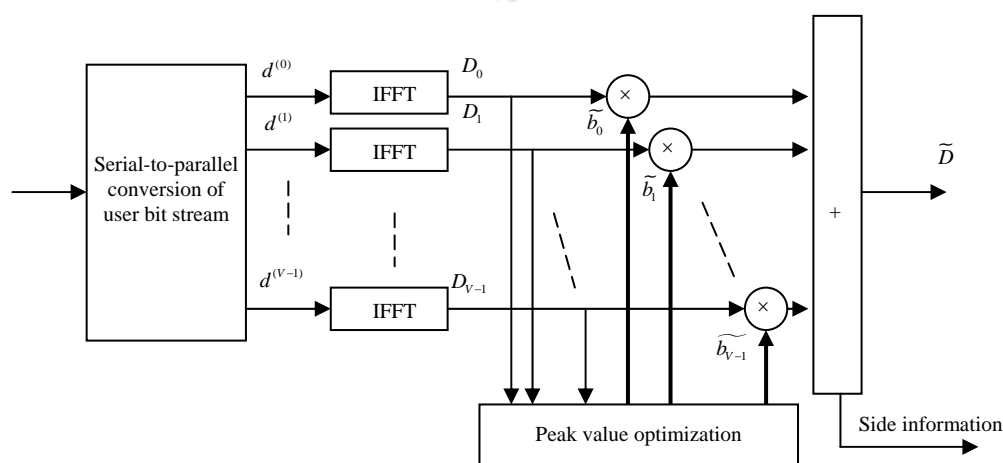 d^(0)
IFFT
D_0
×
b̃_0
d^(1)
IFFT
D_1
×
b̃_1
Serial-to-parallel
conversion of
user bit stream
D̃
+
d^(V−1)
IFFT
D_{V−1}
×
b̃_{V−1}
Peak value optimization
Side information